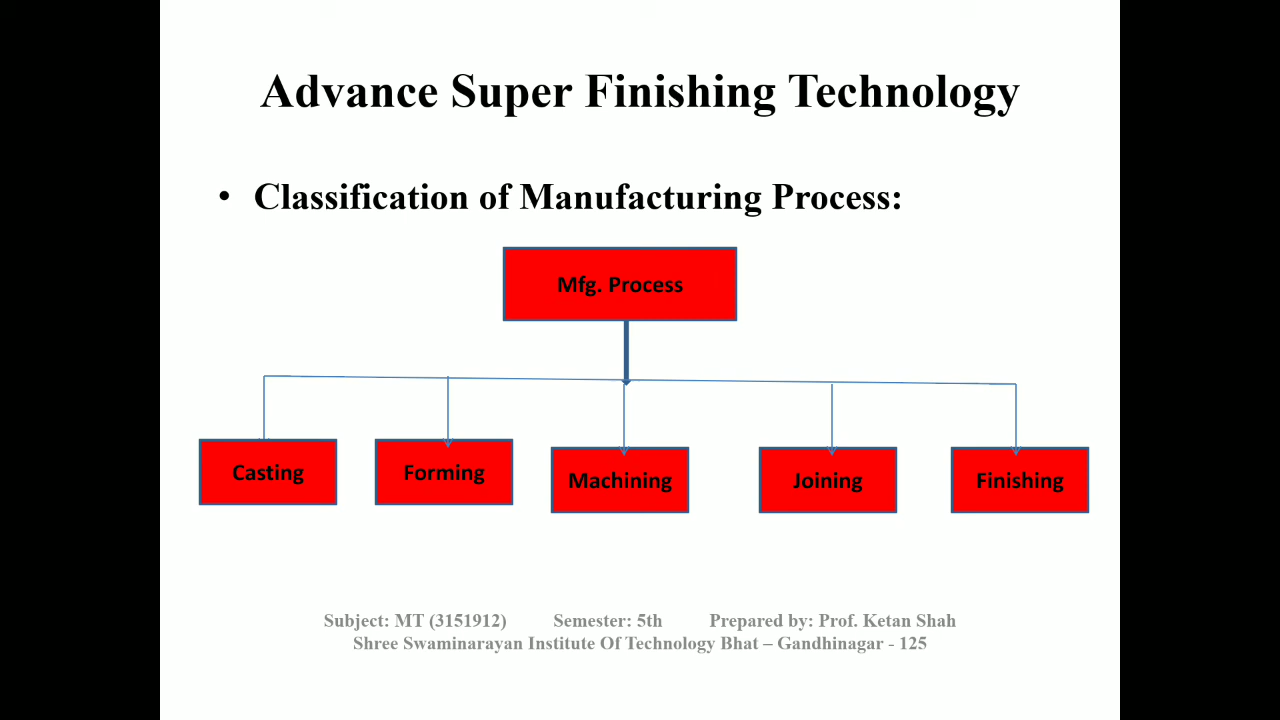 Advance Super Finishing Technology
• Classification of Manufacturing Process:
Mfg. Process
Casting
Forming
Machining
Joining
Finishing
Subject: MT (3151912) Semester: 5th Prepared by: Prof. Ketan Shah
Shree Swaminarayan Institute Of Technology Bhat – Gandhinagar - 125